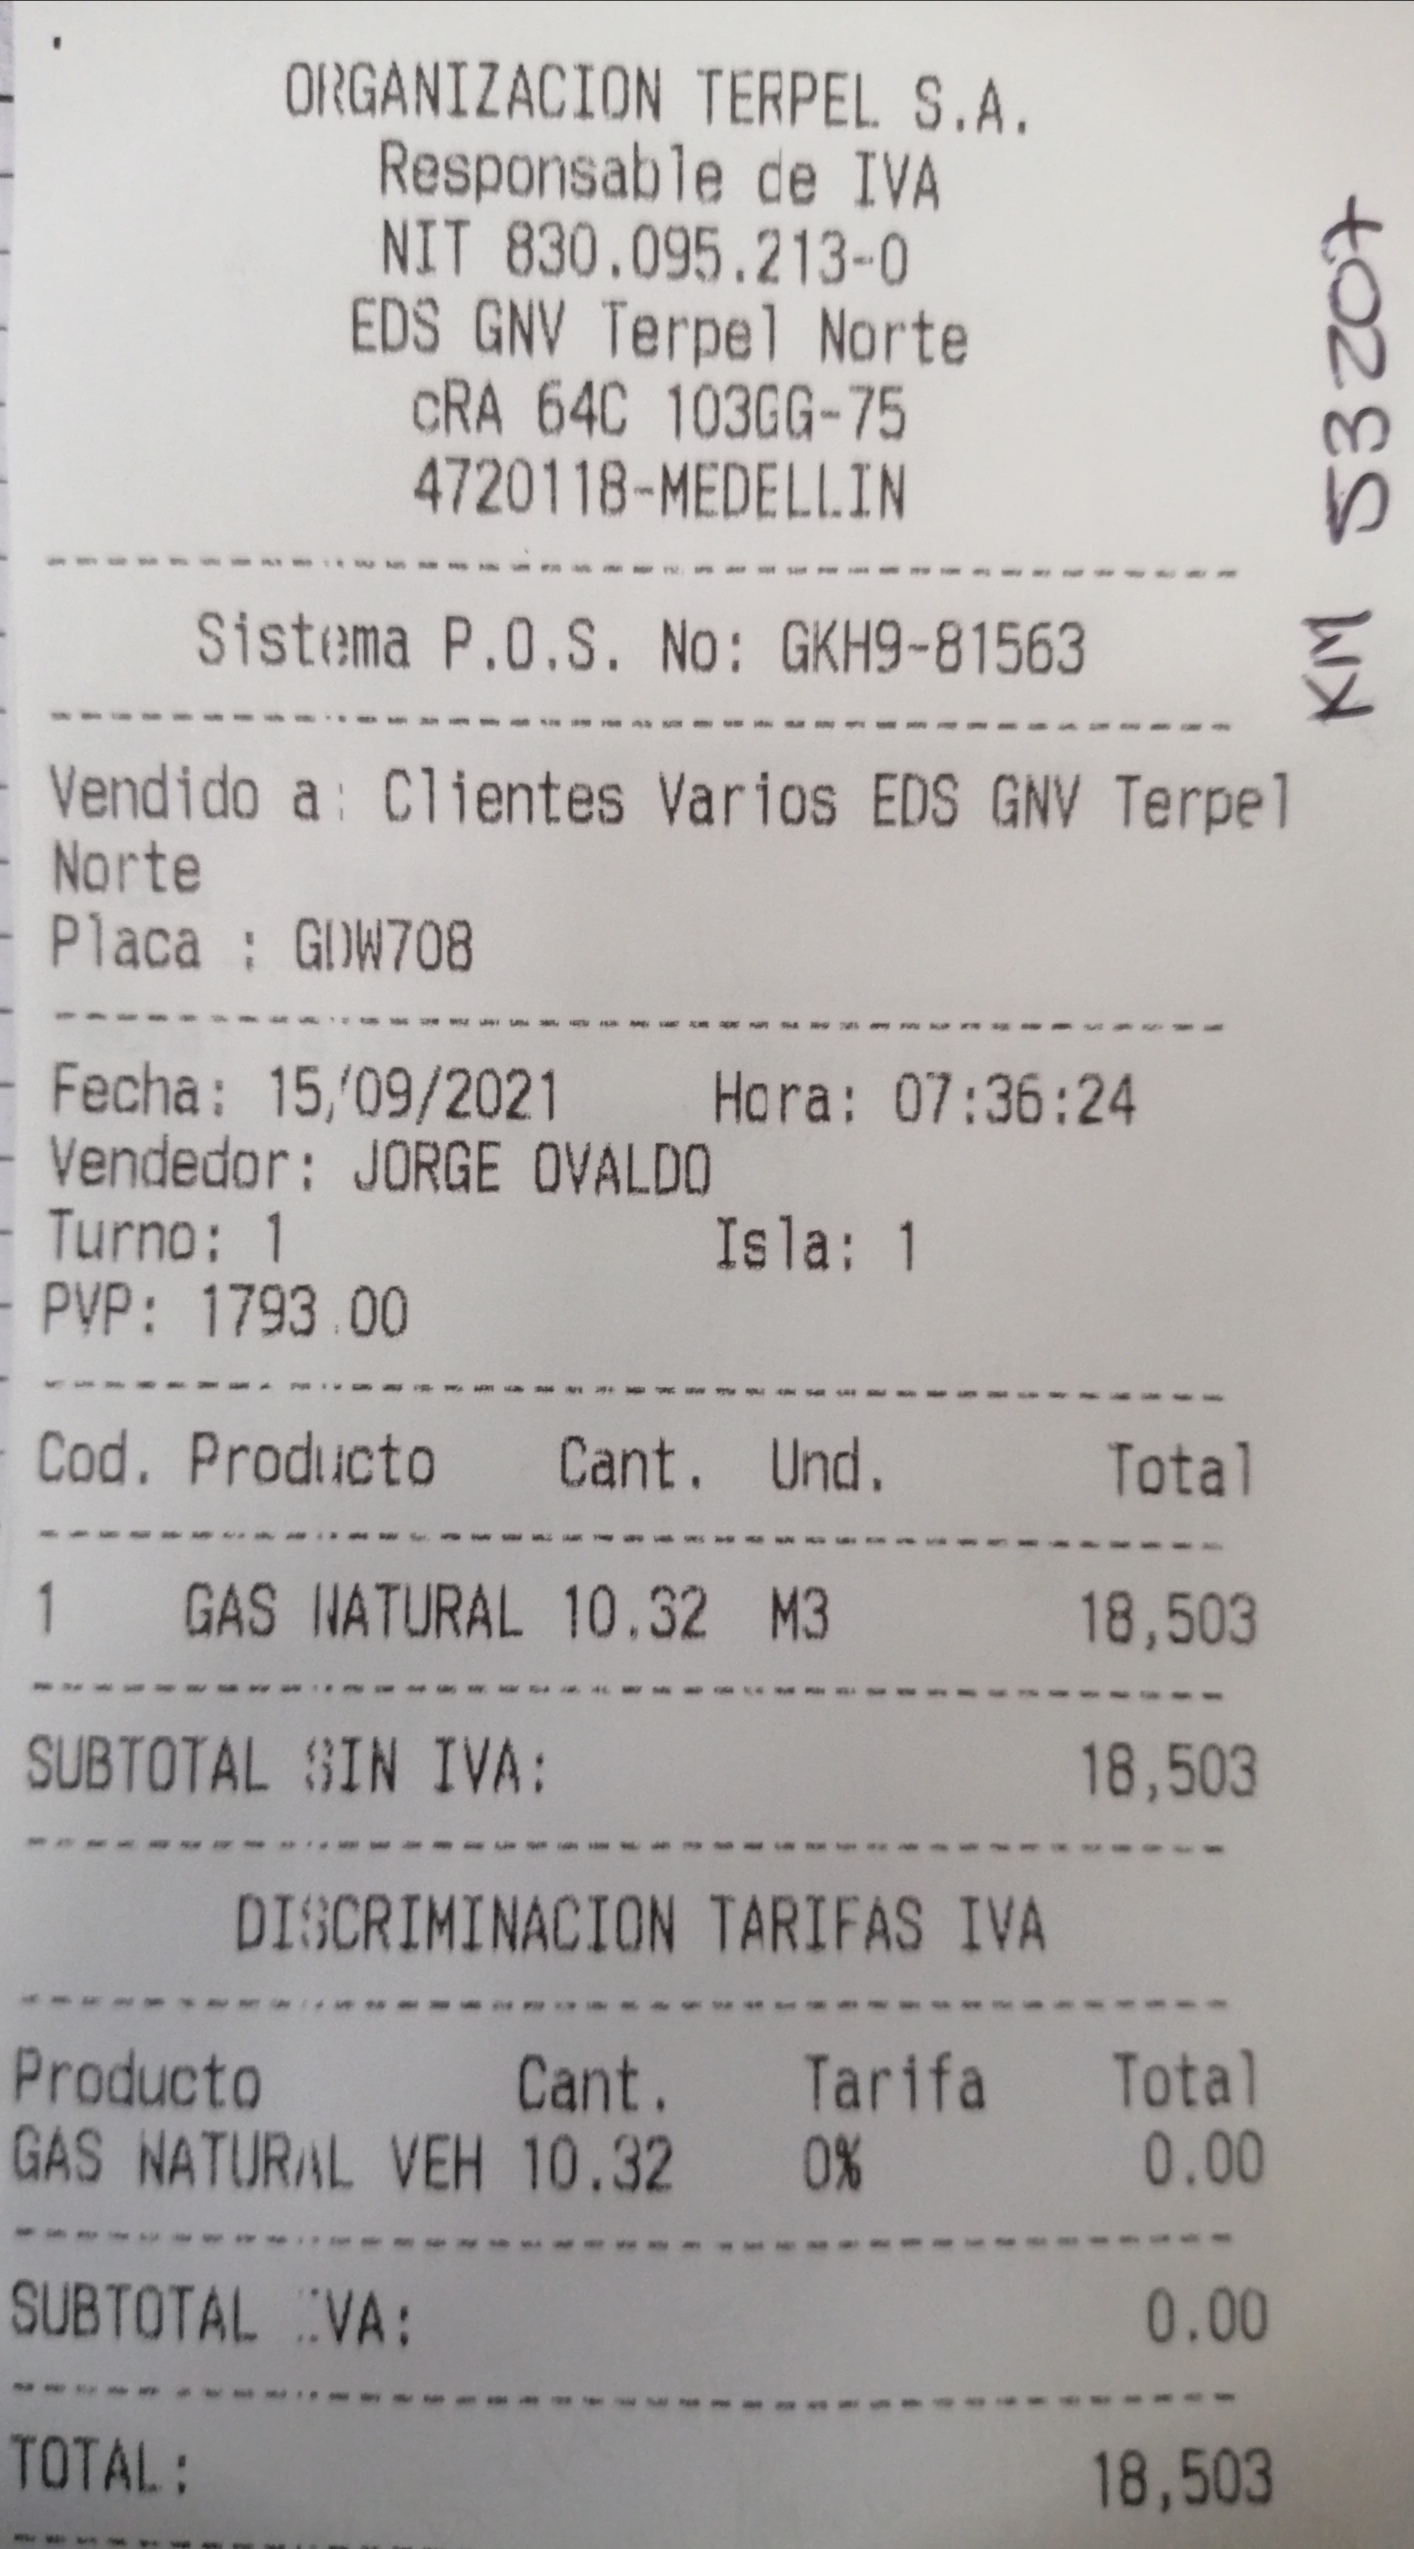 ORGANIZACION TERPEL S.A.
Responsable de IVA
NIT 830.095.213-0
EDS GNV Terpel Norte
cRA 64C 103GG-75
4720118-MEDELLIN
Sistema P.O.S. No: GKH9-81563
Vendido a: Clientes Varios EDS GNV Terpel
Norte
Placa : GDW708
Fecha: 15/09/2021 Hora: 07:36:24
Vendedor: JORGE OVALDO
Turno: 1 Isla: 1
PVP: 1793.00
Cod. Producto Cant. Und. Total
1 GAS NATURAL 10.32 M3 18,503
SUBTOTAL SIN IVA: 18,503
DISCRIMINACION TARIFAS IVA
Producto Cant. Tarifa Total
GAS NATURAL VEH 10.32 0% 0.00
SUBTOTAL IVA: 0.00
TOTAL: 18,503
KM 53207